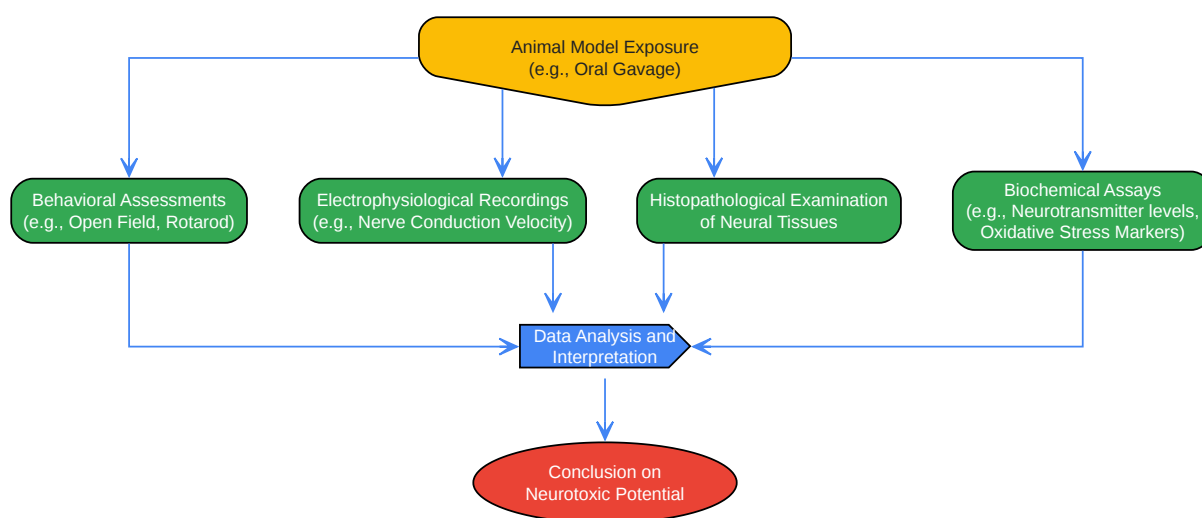 Animal Model Exposure
(e.g., Oral Gavage)
Behavioral Assessments
(e.g., Open Field, Rotarod)
Electrophysiological Recordings
(e.g., Nerve Conduction Velocity)
Histopathological Examination
of Neural Tissues
Biochemical Assays
(e.g., Neurotransmitter levels,
Oxidative Stress Markers)
Data Analysis and
Interpretation
Conclusion on
Neurotoxic Potential